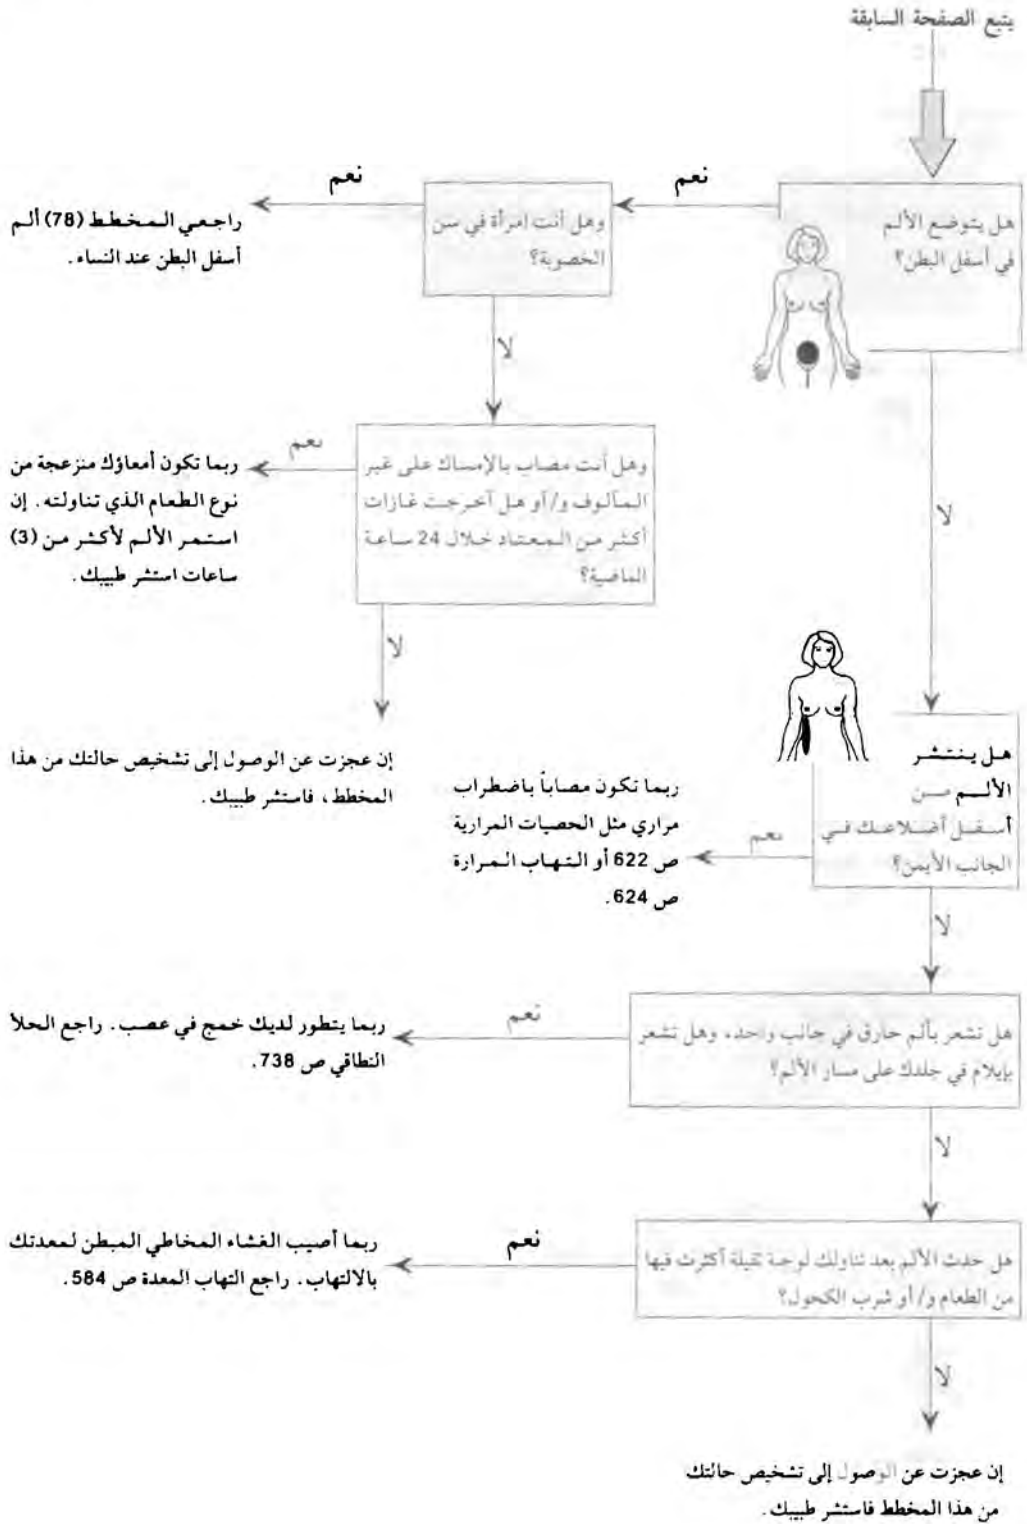 يتبع الصفحة السابقة
هل يتوضع الألم
في أسفل البطن؟
نعم
وهل أنت امرأة في سن
الخصوبة؟
نعم
راجعي المخطط (78) ألم
أسفل البطن عند النساء.
لا
وهل أنت مصاب بالإمساك على غير
المألوف و/أو هل أخرجت غازات
أكثر من المعتاد خلال 24 ساعة
الماضية؟
نعم
ربما تكون أمعاؤك منزعجة من
نوع الطعام الذي تناولته. إن
استمر الألم لأكثر من (3)
ساعات استشر طبيبك.
لا
إن عجزت عن الوصول إلى تشخيص حالتك من هذا
المخطط، فاستشر طبيبك.
لا
هل ينتشر
الألم من
أسفل أضلاعك في
الجانب الأيمن؟
نعم
ربما تكون مصاباً باضطراب
مراري مثل الحصيات المرارية
ص 622 أو التهاب المرارة
ص 624.
لا
هل تشعر بألم حارق في جانب واحد، وهل تشعر
بإيلام في جلدك على مسار الألم؟
نعم
ربما يتطور لديك خمج في عصب. راجع الحلأ
النطاقي ص 738.
لا
هل حدث الألم بعد تناولك لوجبة ثقيلة أكثرت فيها
من الطعام و/أو شرب الكحول؟
نعم
ربما أصيب الغشاء المخاطي المبطن لمعدتك
بالالتهاب. راجع التهاب المعدة ص 584.
لا
إن عجزت عن الوصول إلى تشخيص حالتك
من هذا المخطط فاستشر طبيبك.